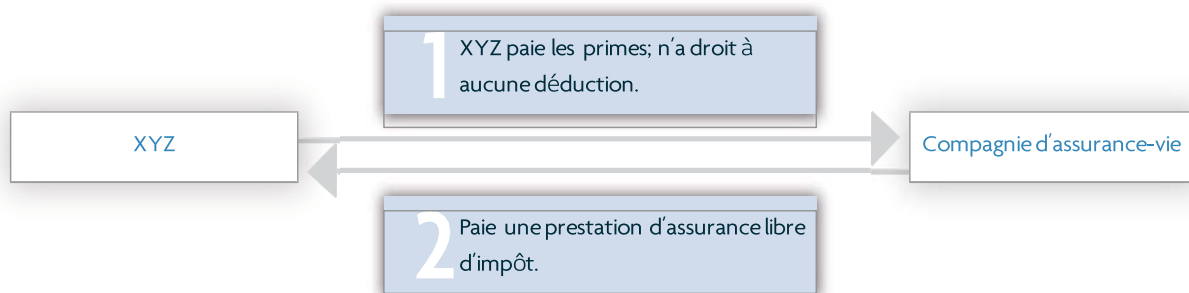 1
XYZ paie les primes; n'a droit à
aucune déduction.
XYZ
Compagnie d'assurance-vie
2
Paie une prestation d'assurance libre
d'impôt.